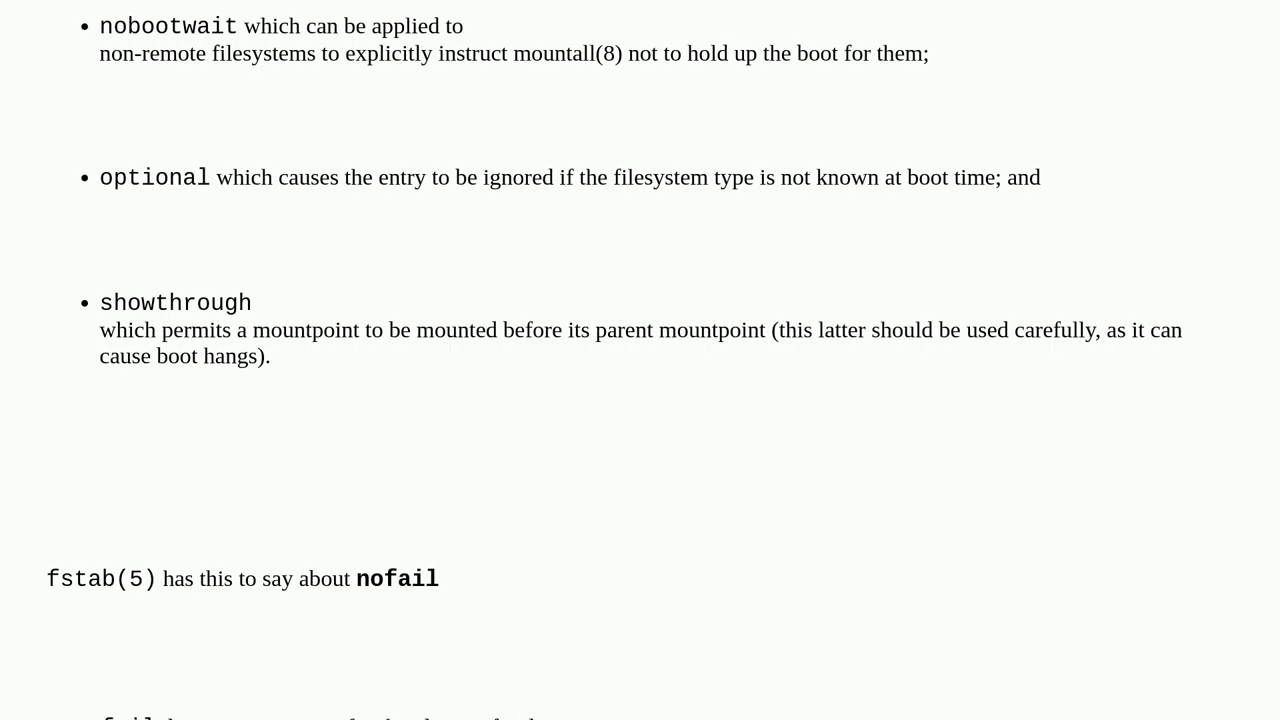 nobootwait which can be applied to
non-remote filesystems to explicitly instruct mountall(8) not to hold up the boot for them;
optional which causes the entry to be ignored if the filesystem type is not known at boot time; and
showthrough
which permits a mountpoint to be mounted before its parent mountpoint (this latter should be used carefully, as it can
cause boot hangs).
fstab(5) has this to say about nofail